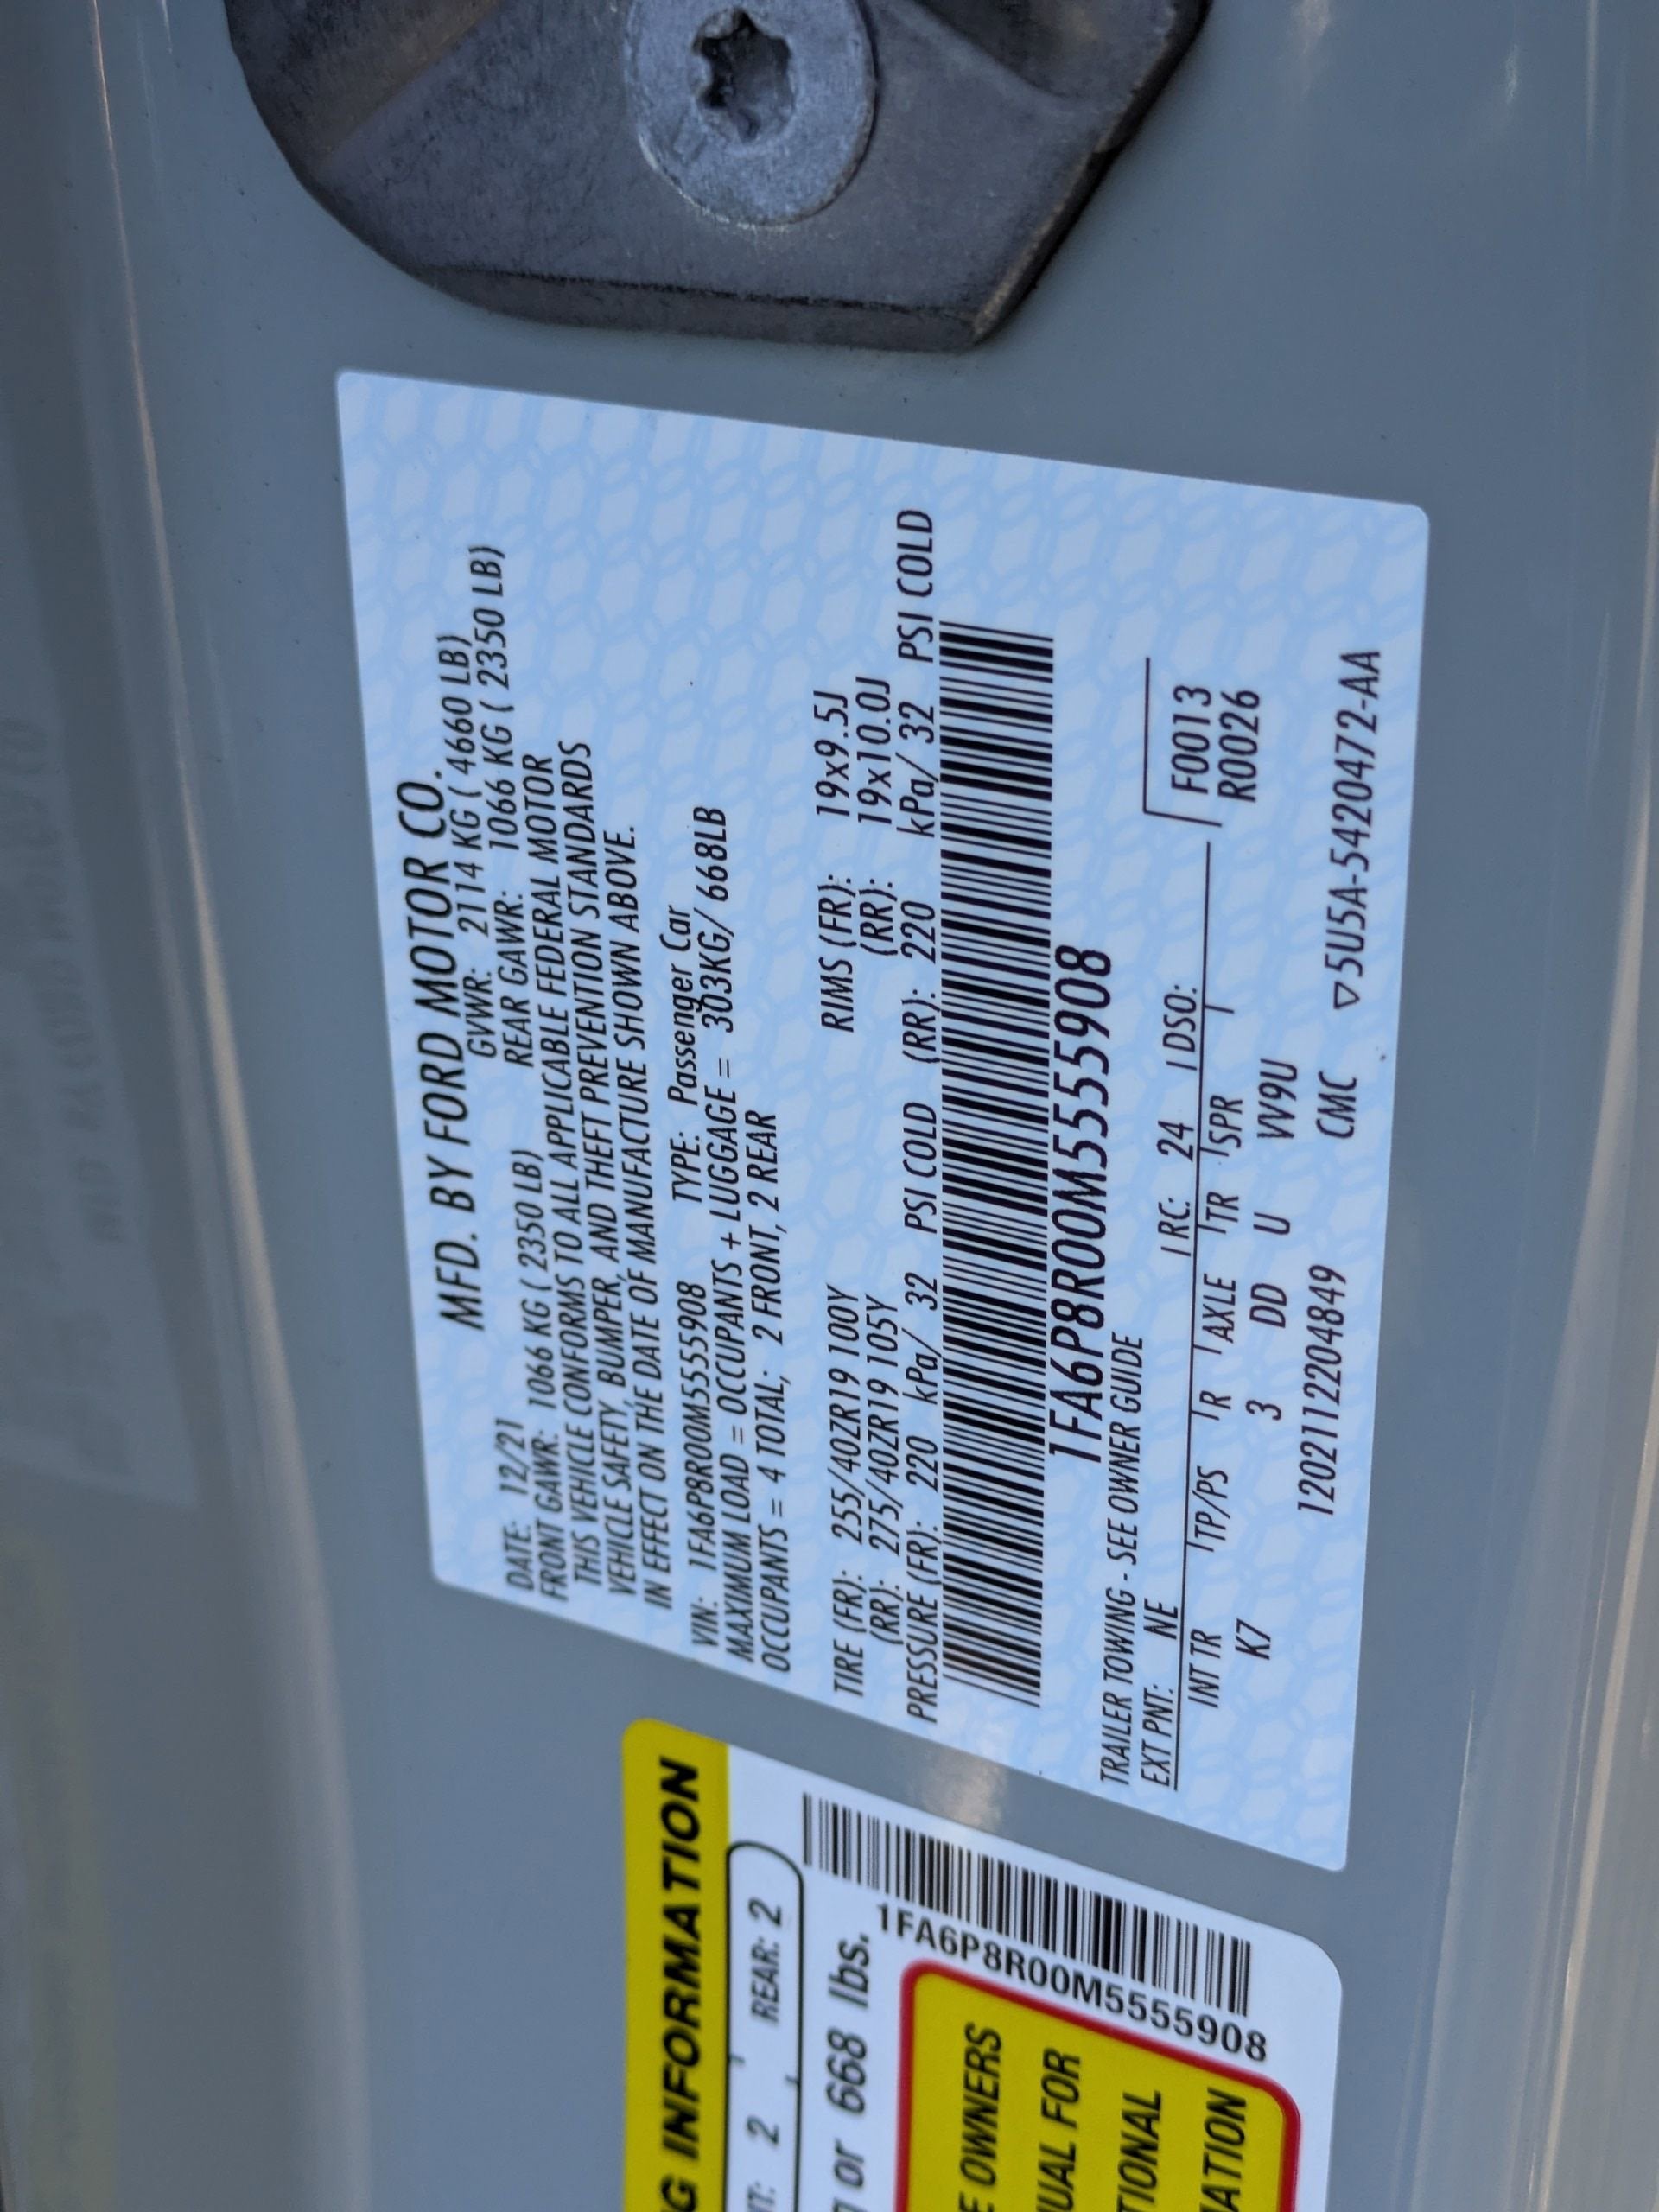 MFD. BY FORD MOTOR CO.
DATE: 12/21 GVWR: 2114 KG ( 4660 LB)
FRONT GAWR: 1066 KG ( 2350 LB) REAR GAWR: 1066 KG ( 2350 LB)
THIS VEHICLE CONFORMS TO ALL APPLICABLE FEDERAL MOTOR
VEHICLE SAFETY, BUMPER, AND THEFT PREVENTION STANDARDS
IN EFFECT ON THE DATE OF MANUFACTURE SHOWN ABOVE.
VIN: 1FA6P8R00M5555908 TYPE: Passenger Car
MAXIMUM LOAD = OCCUPANTS + LUGGAGE = 303KG/ 668LB
OCCUPANTS = 4 TOTAL; 2 FRONT, 2 REAR
TIRE (FR): 255/40ZR19 100Y RIMS (FR): 19x9.5J
(RR): 275/40ZR19 105Y (RR): 19x10.0J
PRESSURE (FR): 220 kPa/ 32 PSI COLD (RR): 220 kPa/ 32 PSI COLD
1FA6P8R00M5555908
TRAILER TOWING - SEE OWNER GUIDE
EXT PNT: NE RC: 24 DSO:
INT TR TP/PS R AXLE TR SPR
K7 3 DD U VV9U
F0013
R0026
12021122204849 CMC ▽5U5A-5420472-AA
G INFORMATION
2 REAR: 2
or 668 lbs.
1FA6P8R00M5555908
OWNERS
UAL FOR
TIONAL
ATION